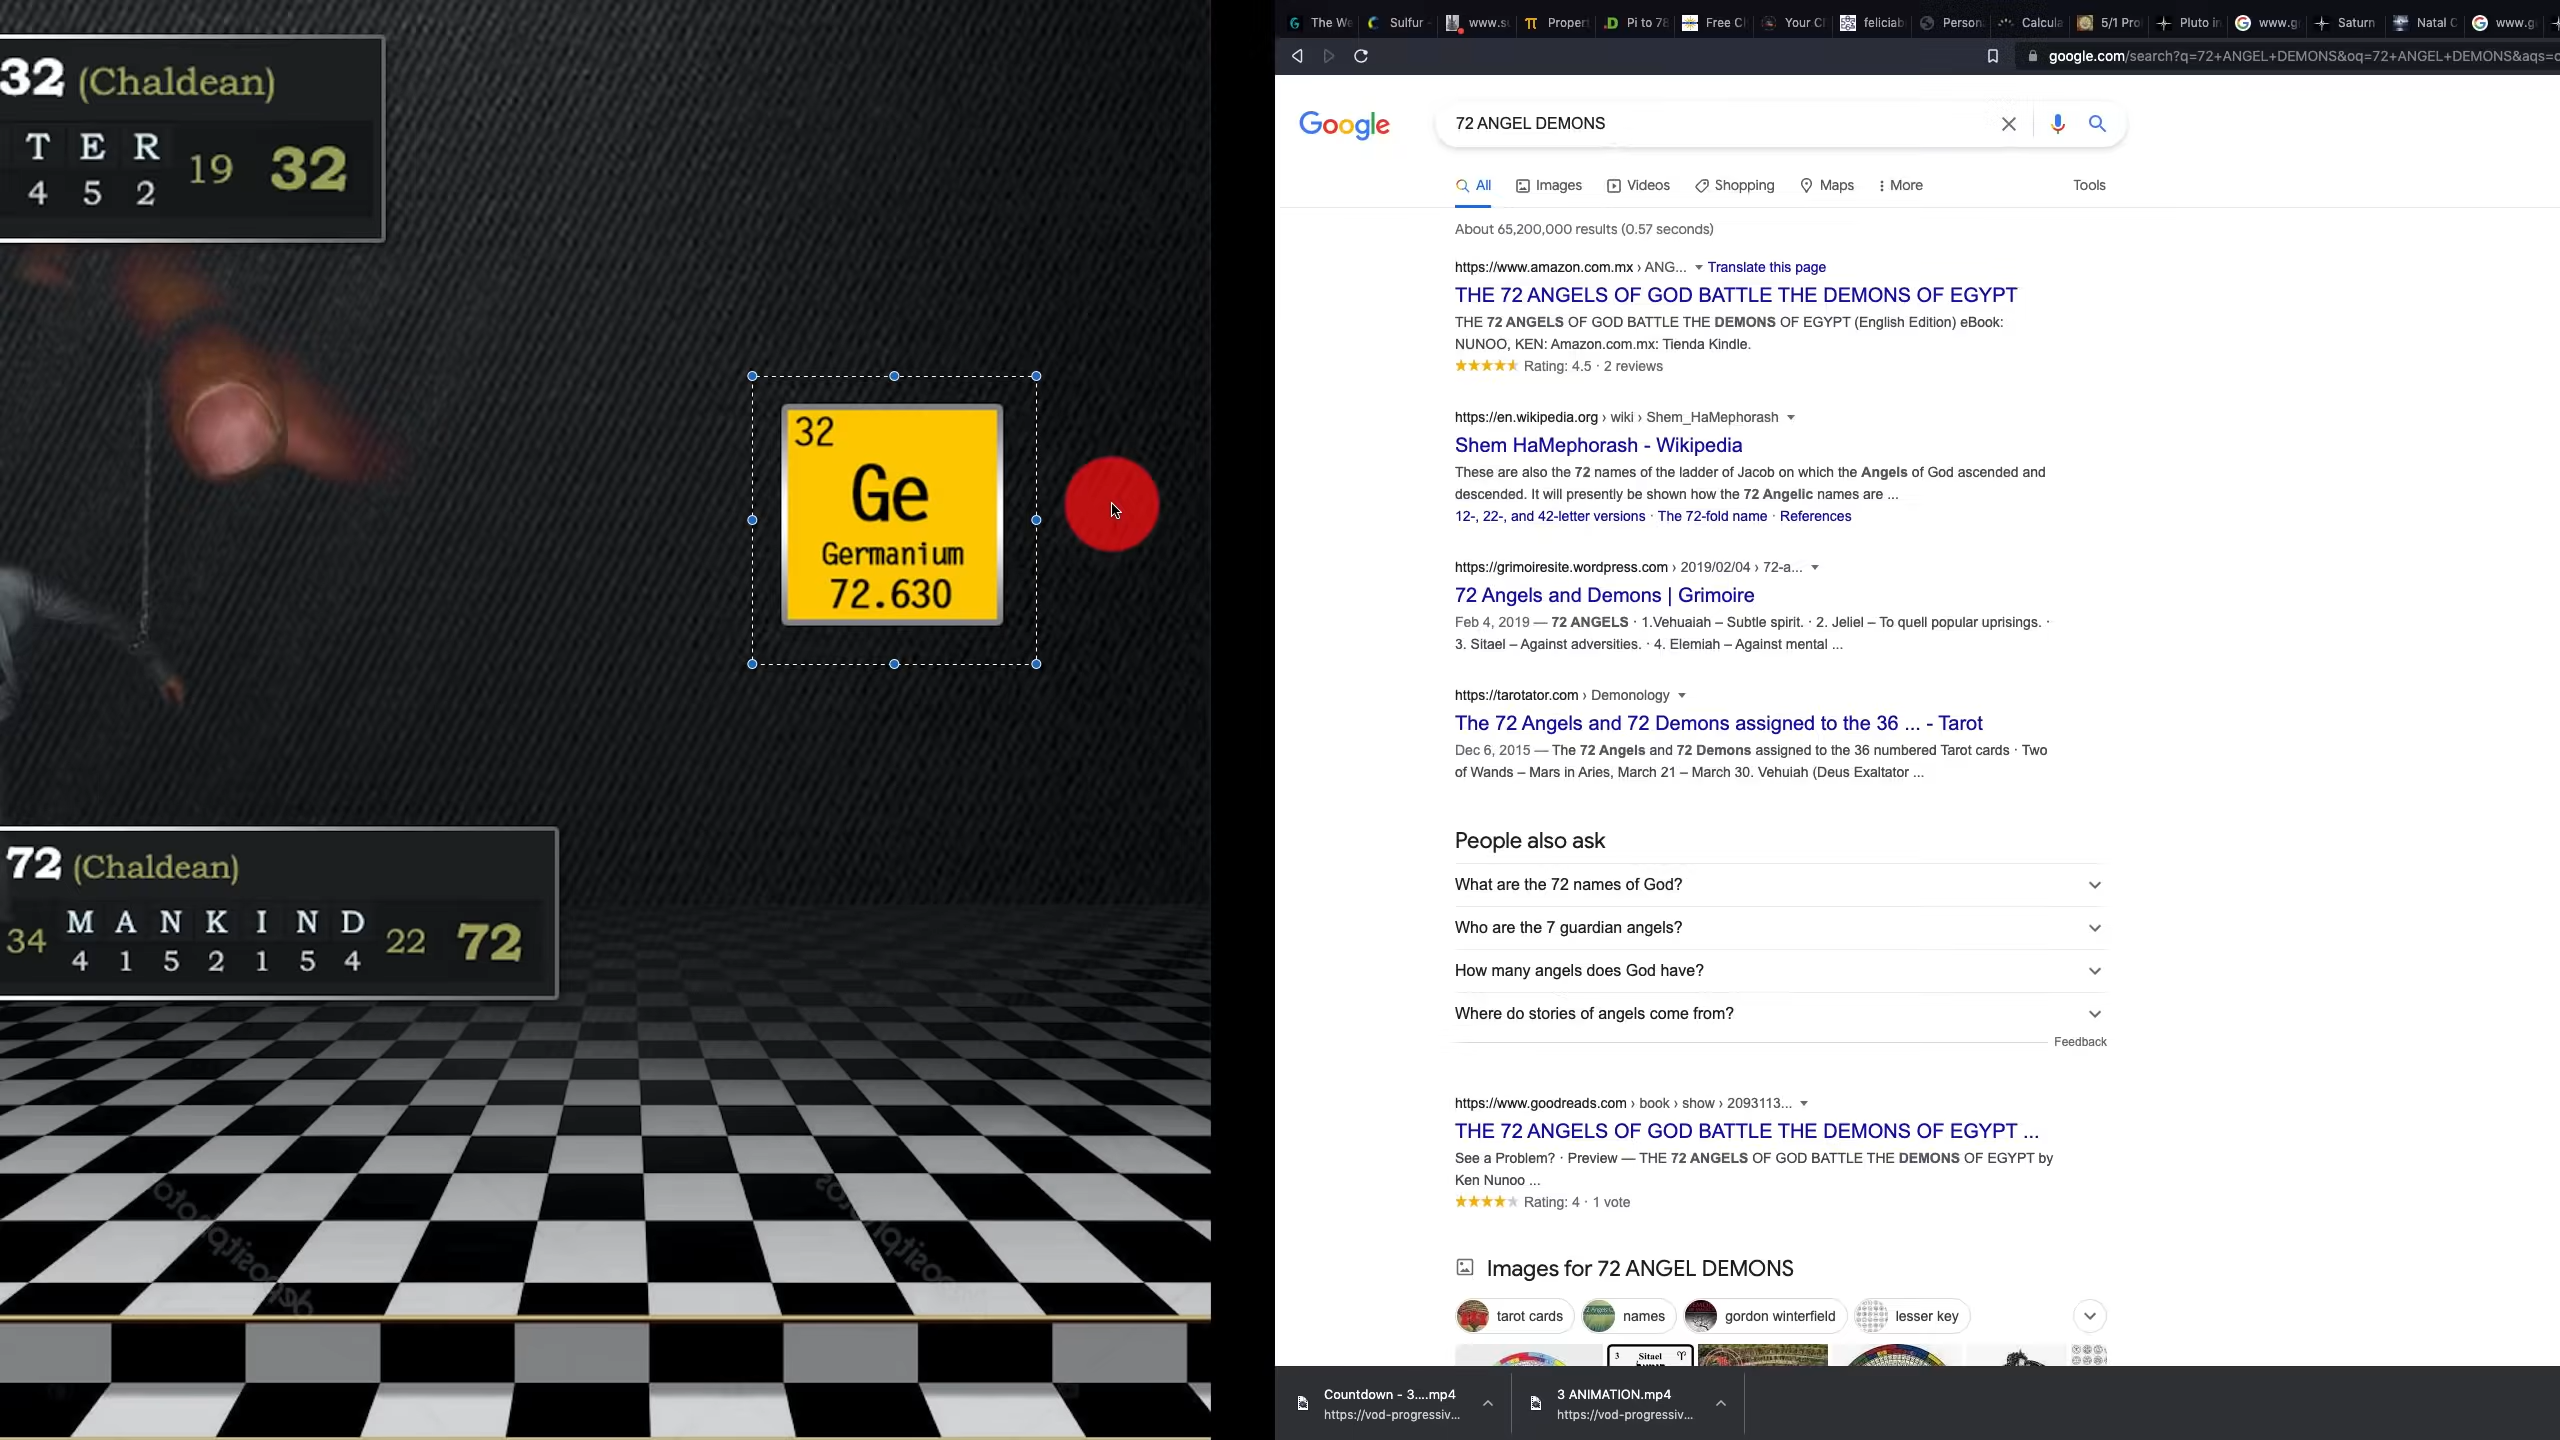 32 (Chaldean)
T E R 19 32
4 5 2
32
Ge
Germanium
72.630
72 (Chaldean)
34 M A N K I N D 22 72
4 1 5 2 1 5 4
depositphotos
depositphotos
The We
Sulfur -
www.su
Proper
Pi to 78
Free C
Your C
feliciab
Person
Calcula
5/1 Pro
Pluto in
www.g
Saturn
Natal C
www.g
google.com/search?q=72+ANGEL+DEMONS&oq=72+ANGEL+DEMONS&aqs=c
Google
72 ANGEL DEMONS
All Images Videos Shopping Maps More Tools
About 65,200,000 results (0.57 seconds)
https://www.amazon.com.mx › ANG... Translate this page
THE 72 ANGELS OF GOD BATTLE THE DEMONS OF EGYPT
THE 72 ANGELS OF GOD BATTLE THE DEMONS OF EGYPT (English Edition) eBook:
NUNOO, KEN: Amazon.com.mx: Tienda Kindle.
Rating: 4.5 · 2 reviews
https://en.wikipedia.org › wiki › Shem_HaMephorash
Shem HaMephorash - Wikipedia
These are also the 72 names of the ladder of Jacob on which the Angels of God ascended and
descended. It will presently be shown how the 72 Angelic names are ...
12-, 22-, and 42-letter versions · The 72-fold name · References
https://grimoiresite.wordpress.com › 2019/02/04 › 72-a...
72 Angels and Demons | Grimoire
Feb 4, 2019 — 72 ANGELS · 1.Vehuaiah – Subtle spirit. · 2. Jeliel – To quell popular uprisings. ·
3. Sitael – Against adversities. · 4. Elemiah – Against mental ...
https://tarotator.com › Demonology
The 72 Angels and 72 Demons assigned to the 36 ... - Tarot
Dec 6, 2015 — The 72 Angels and 72 Demons assigned to the 36 numbered Tarot cards · Two
of Wands – Mars in Aries, March 21 – March 30. Vehuiah (Deus Exaltator ...
People also ask
What are the 72 names of God?
Who are the 7 guardian angels?
How many angels does God have?
Where do stories of angels come from?
Feedback
https://www.goodreads.com › book › show › 2093113...
THE 72 ANGELS OF GOD BATTLE THE DEMONS OF EGYPT ...
See a Problem? · Preview — THE 72 ANGELS OF GOD BATTLE THE DEMONS OF EGYPT by
Ken Nunoo ...
Rating: 4 · 1 vote
Images for 72 ANGEL DEMONS
tarot cards names gordon winterfield lesser key
3 Sitael
Countdown - 3....mp4
https://vod-progressiv...
3 ANIMATION.mp4
https://vod-progressiv...